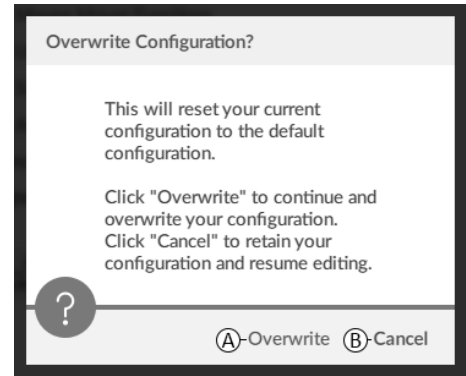 Overwrite Configuration?
This will reset your current
configuration to the default
configuration.
Click "Overwrite" to continue and
overwrite your configuration.
Click "Cancel" to retain your
configuration and resume editing.
?
Ⓐ-Overwrite Ⓑ-Cancel